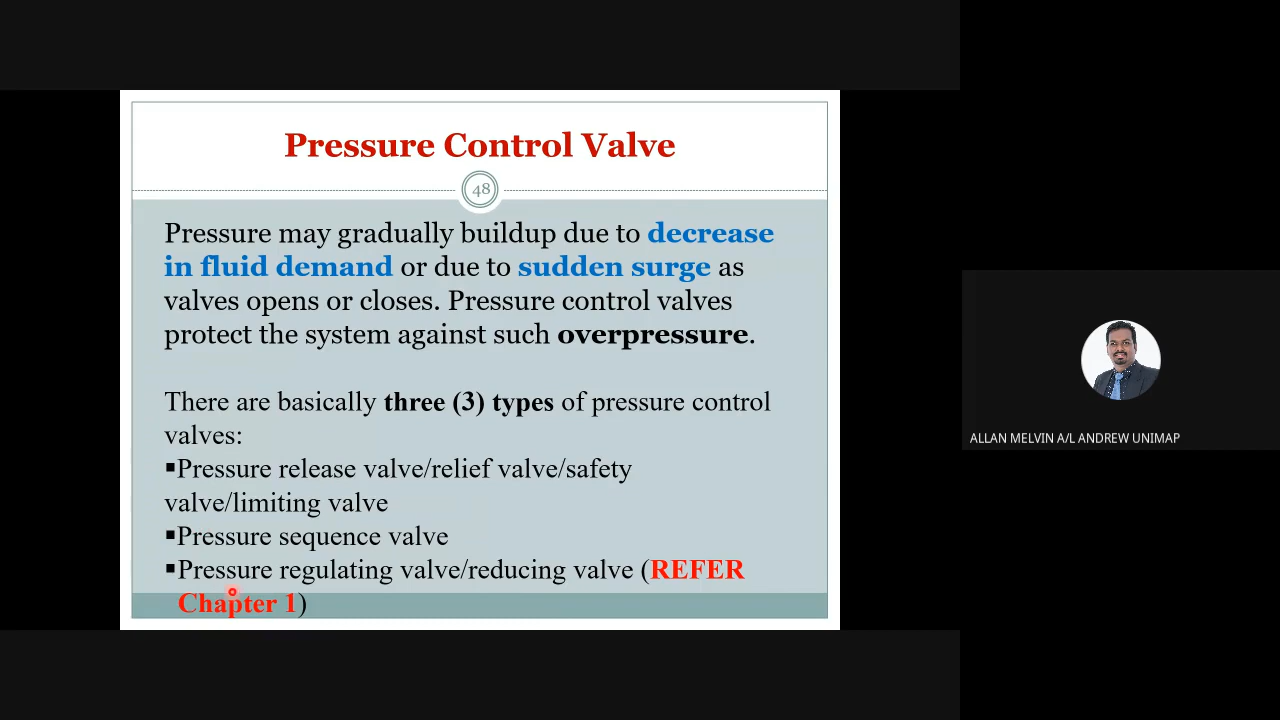 Pressure Control Valve
48
Pressure may gradually buildup due to decrease
in fluid demand or due to sudden surge as
valves opens or closes. Pressure control valves
protect the system against such overpressure.
There are basically three (3) types of pressure control
valves:
▪Pressure release valve/relief valve/safety
valve/limiting valve
▪Pressure sequence valve
▪Pressure regulating valve/reducing valve (REFER
Chapter 1)
ALLAN MELVIN A/L ANDREW UNIMAP